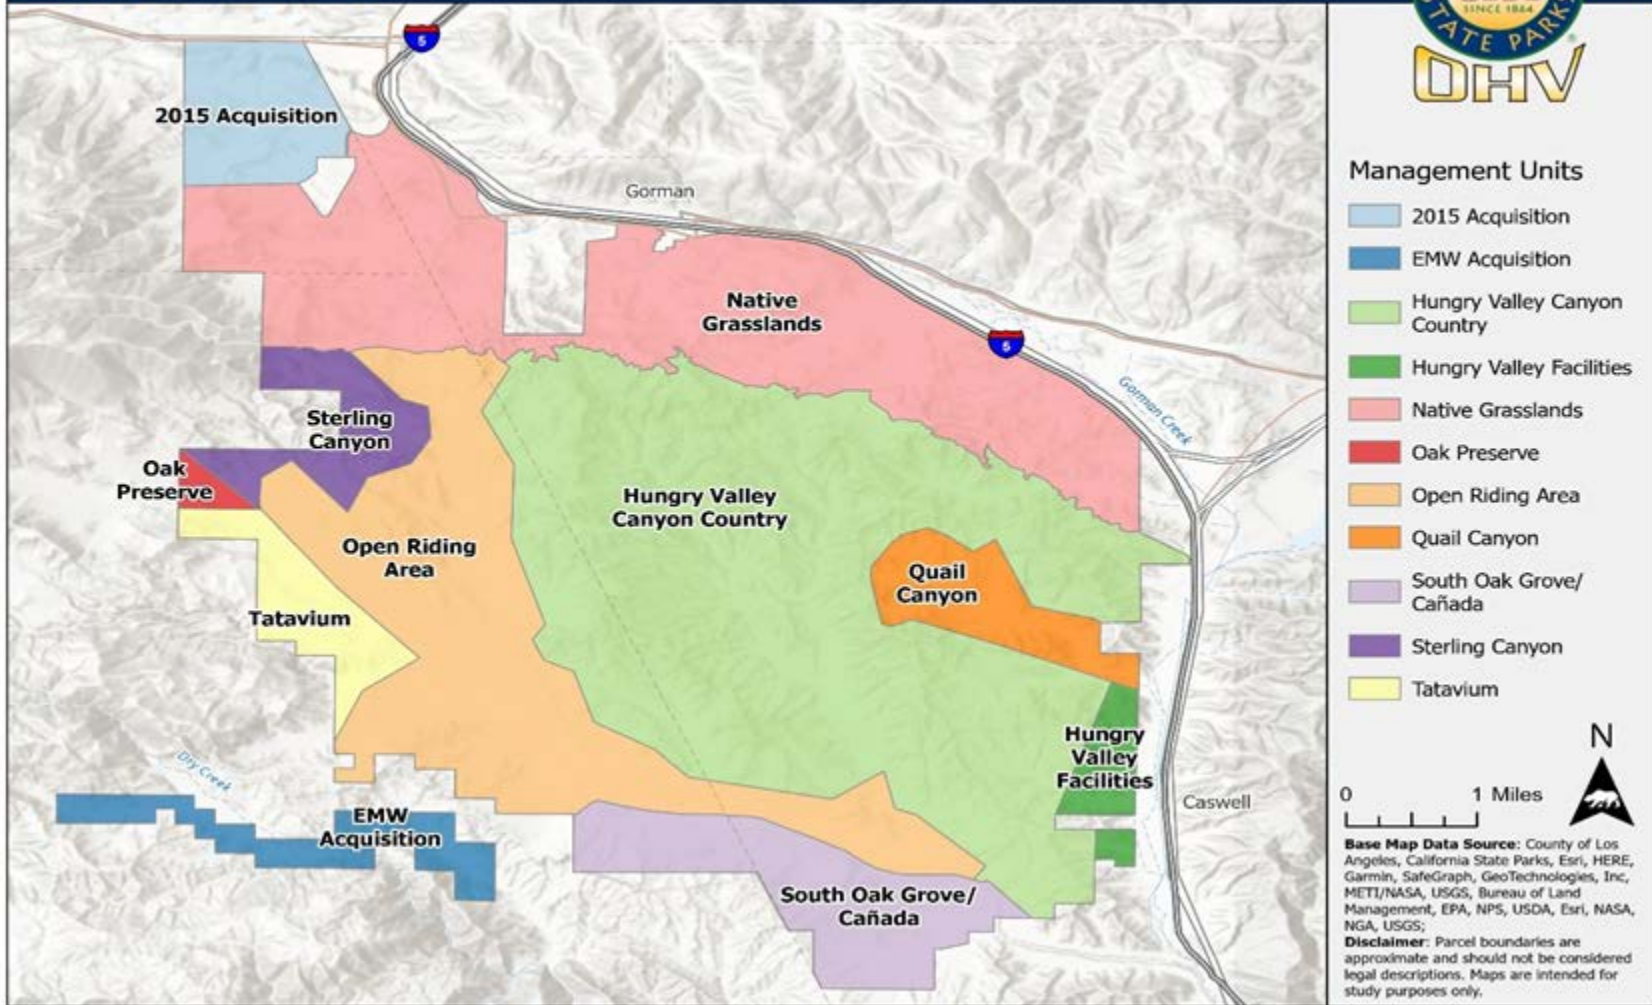 SINCE 1864
STATE PARKS
OHV
5
2015 Acquisition
Gorman
Native
Grasslands
5
Gorman Creek
Sterling
Canyon
Oak
Preserve
Hungry Valley
Canyon Country
Open Riding
Area
Quail
Canyon
Tatavium
Hungry
Valley
Facilities
Dry Creek
Caswell
EMW
Acquisition
South Oak Grove/
Cañada
Management Units
2015 Acquisition
EMW Acquisition
Hungry Valley Canyon
Country
Hungry Valley Facilities
Native Grasslands
Oak Preserve
Open Riding Area
Quail Canyon
South Oak Grove/
Cañada
Sterling Canyon
Tatavium
N
0 1 Miles
Base Map Data Source: County of Los
Angeles, California State Parks, Esri, HERE,
Garmin, SafeGraph, GeoTechnologies, Inc,
METI/NASA, USGS, Bureau of Land
Management, EPA, NPS, USDA, Esri, NASA,
NGA, USGS;
Disclaimer: Parcel boundaries are
approximate and should not be considered
legal descriptions. Maps are intended for
study purposes only.